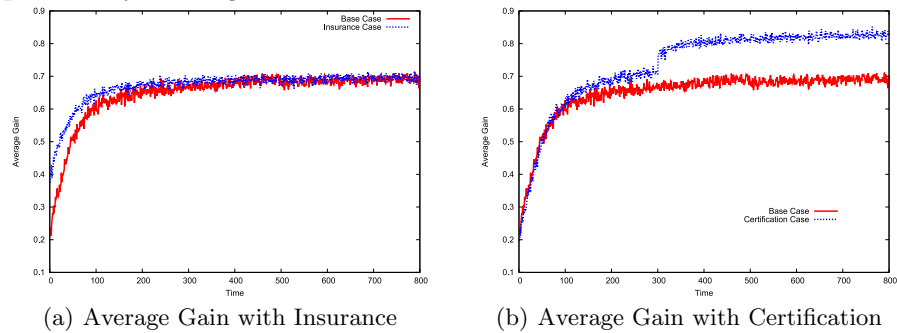 Base Case
Insurance Case
0.9
0.8
0.7
0.6
0.5
0.4
0.3
0.2
0.1
Average Gain
0 100 200 300 400 500 600 700 800
Time
(a) Average Gain with Insurance
0.9
0.8
0.7
0.6
0.5
0.4
0.3
0.2
0.1
Average Gain
Base Case
Certification Case
0 100 200 300 400 500 600 700 800
Time
(b) Average Gain with Certification